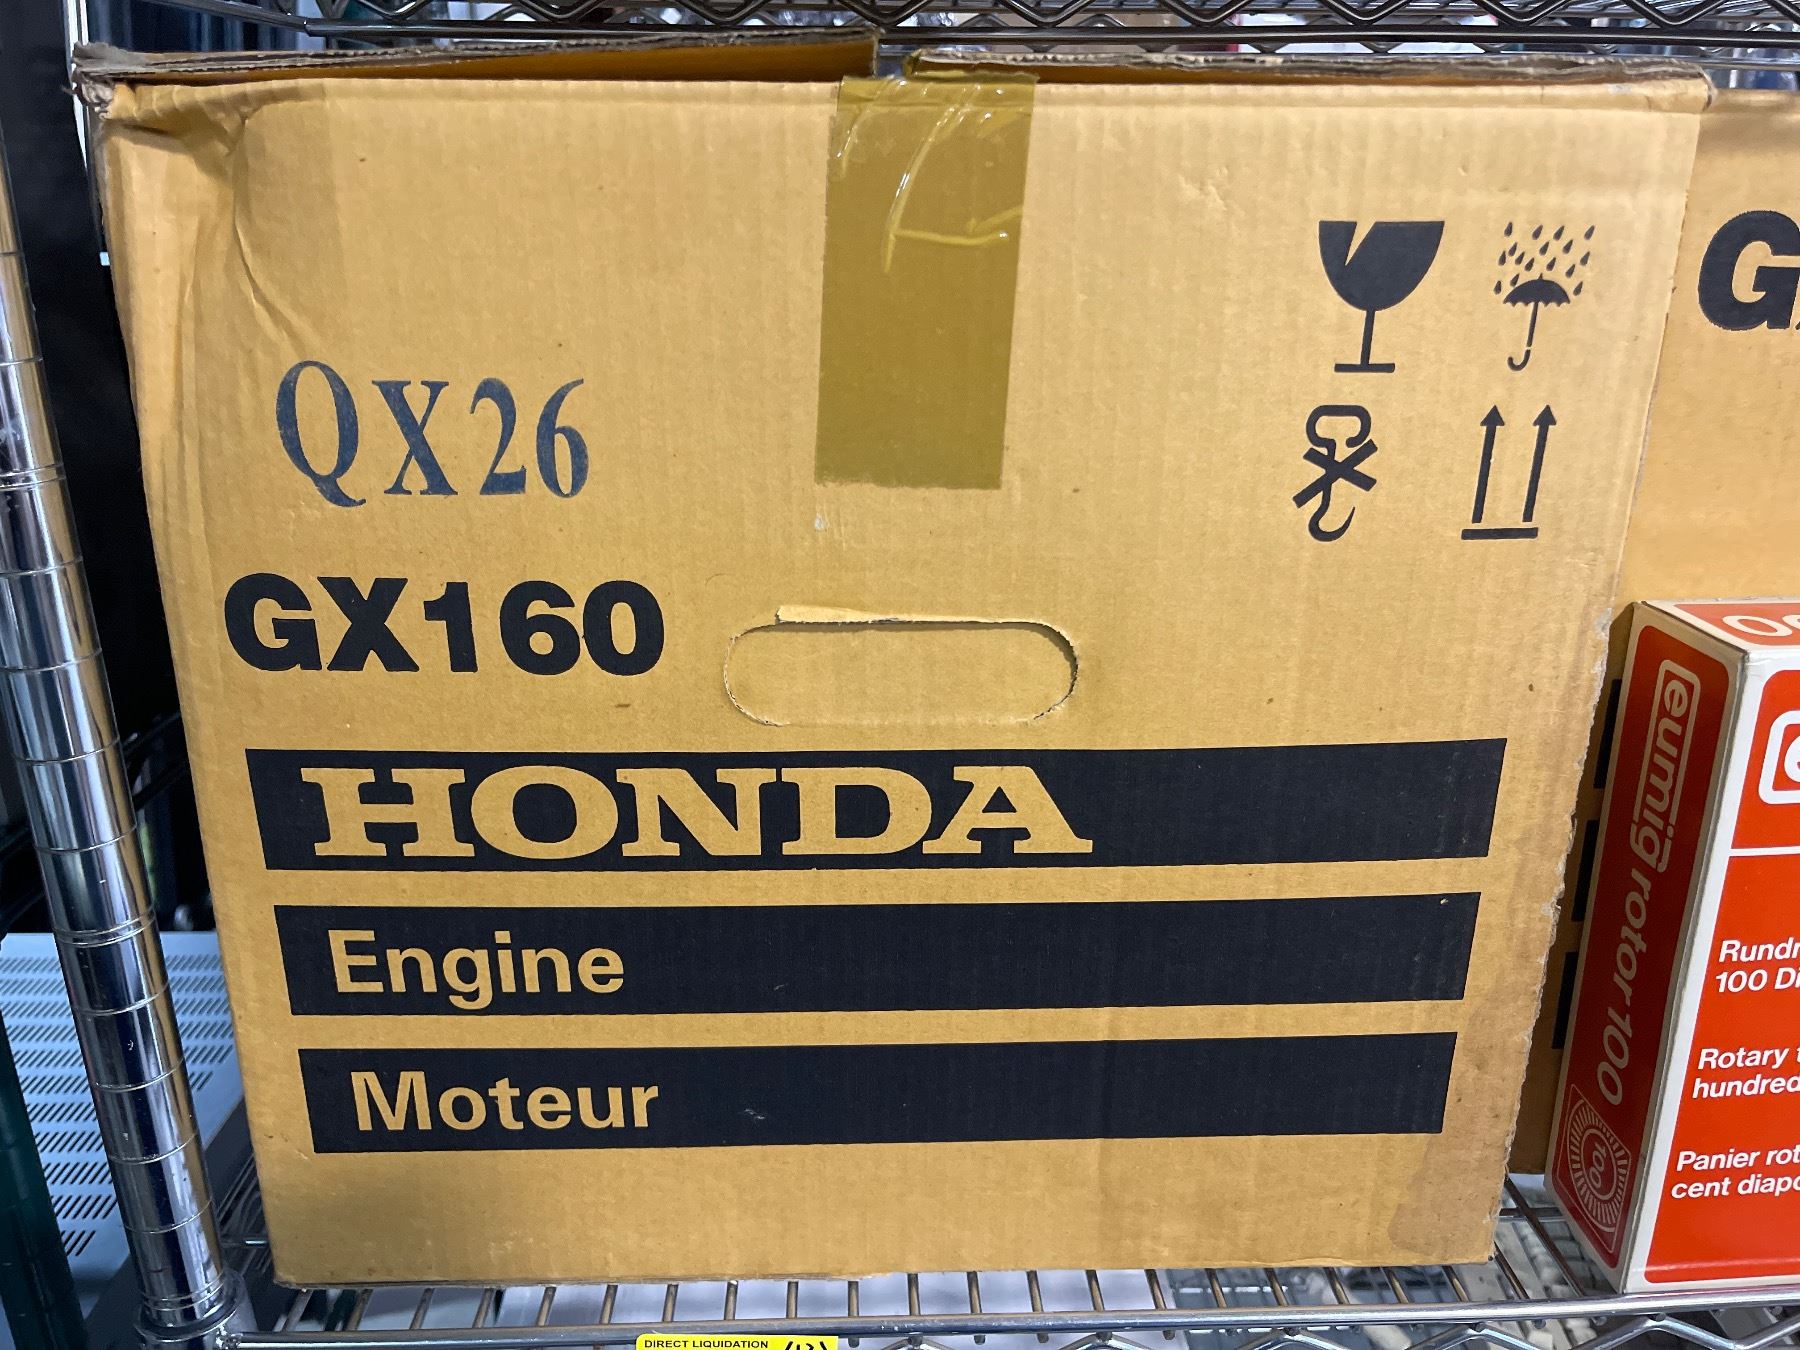 QX26
GX160
HONDA
Engine
Moteur
G
eumig rotor 100
100
Rundr
100 Di
Rotary t
hundred
Panier rot
cent diapo
DIRECT LIQUIDATION